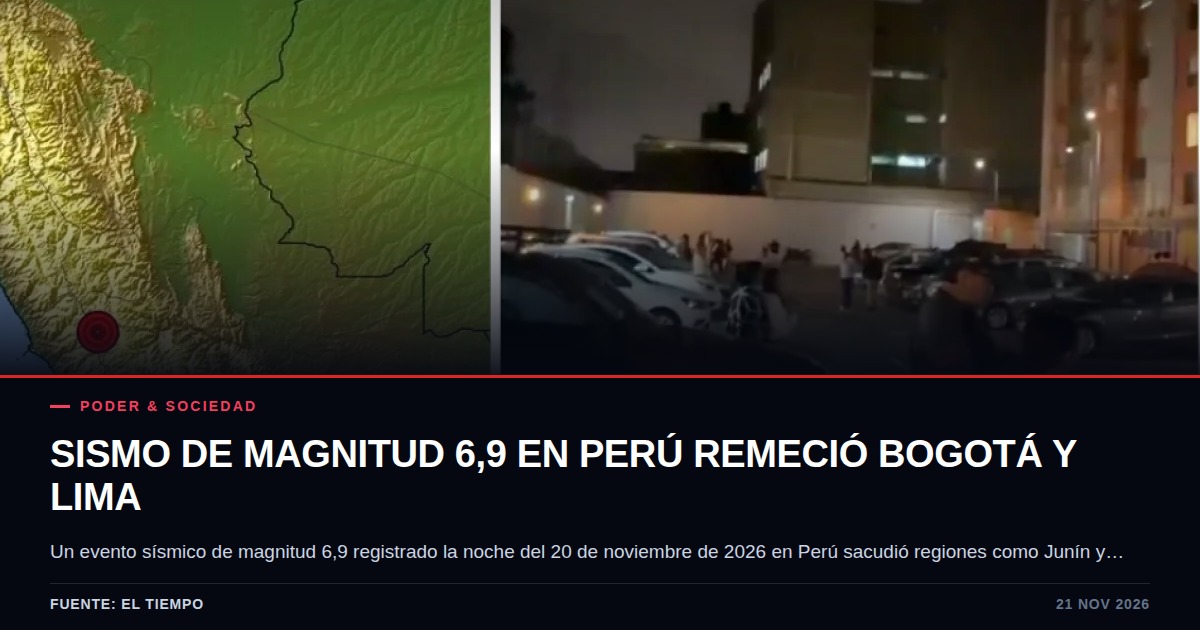 PODER & SOCIEDAD
SISMO DE MAGNITUD 6,9 EN PERÚ REMECIÓ BOGOTÁ Y
LIMA
Un evento sísmico de magnitud 6,9 registrado la noche del 20 de noviembre de 2026 en Perú sacudió regiones como Junín y…
FUENTE: EL TIEMPO
21 NOV 2026